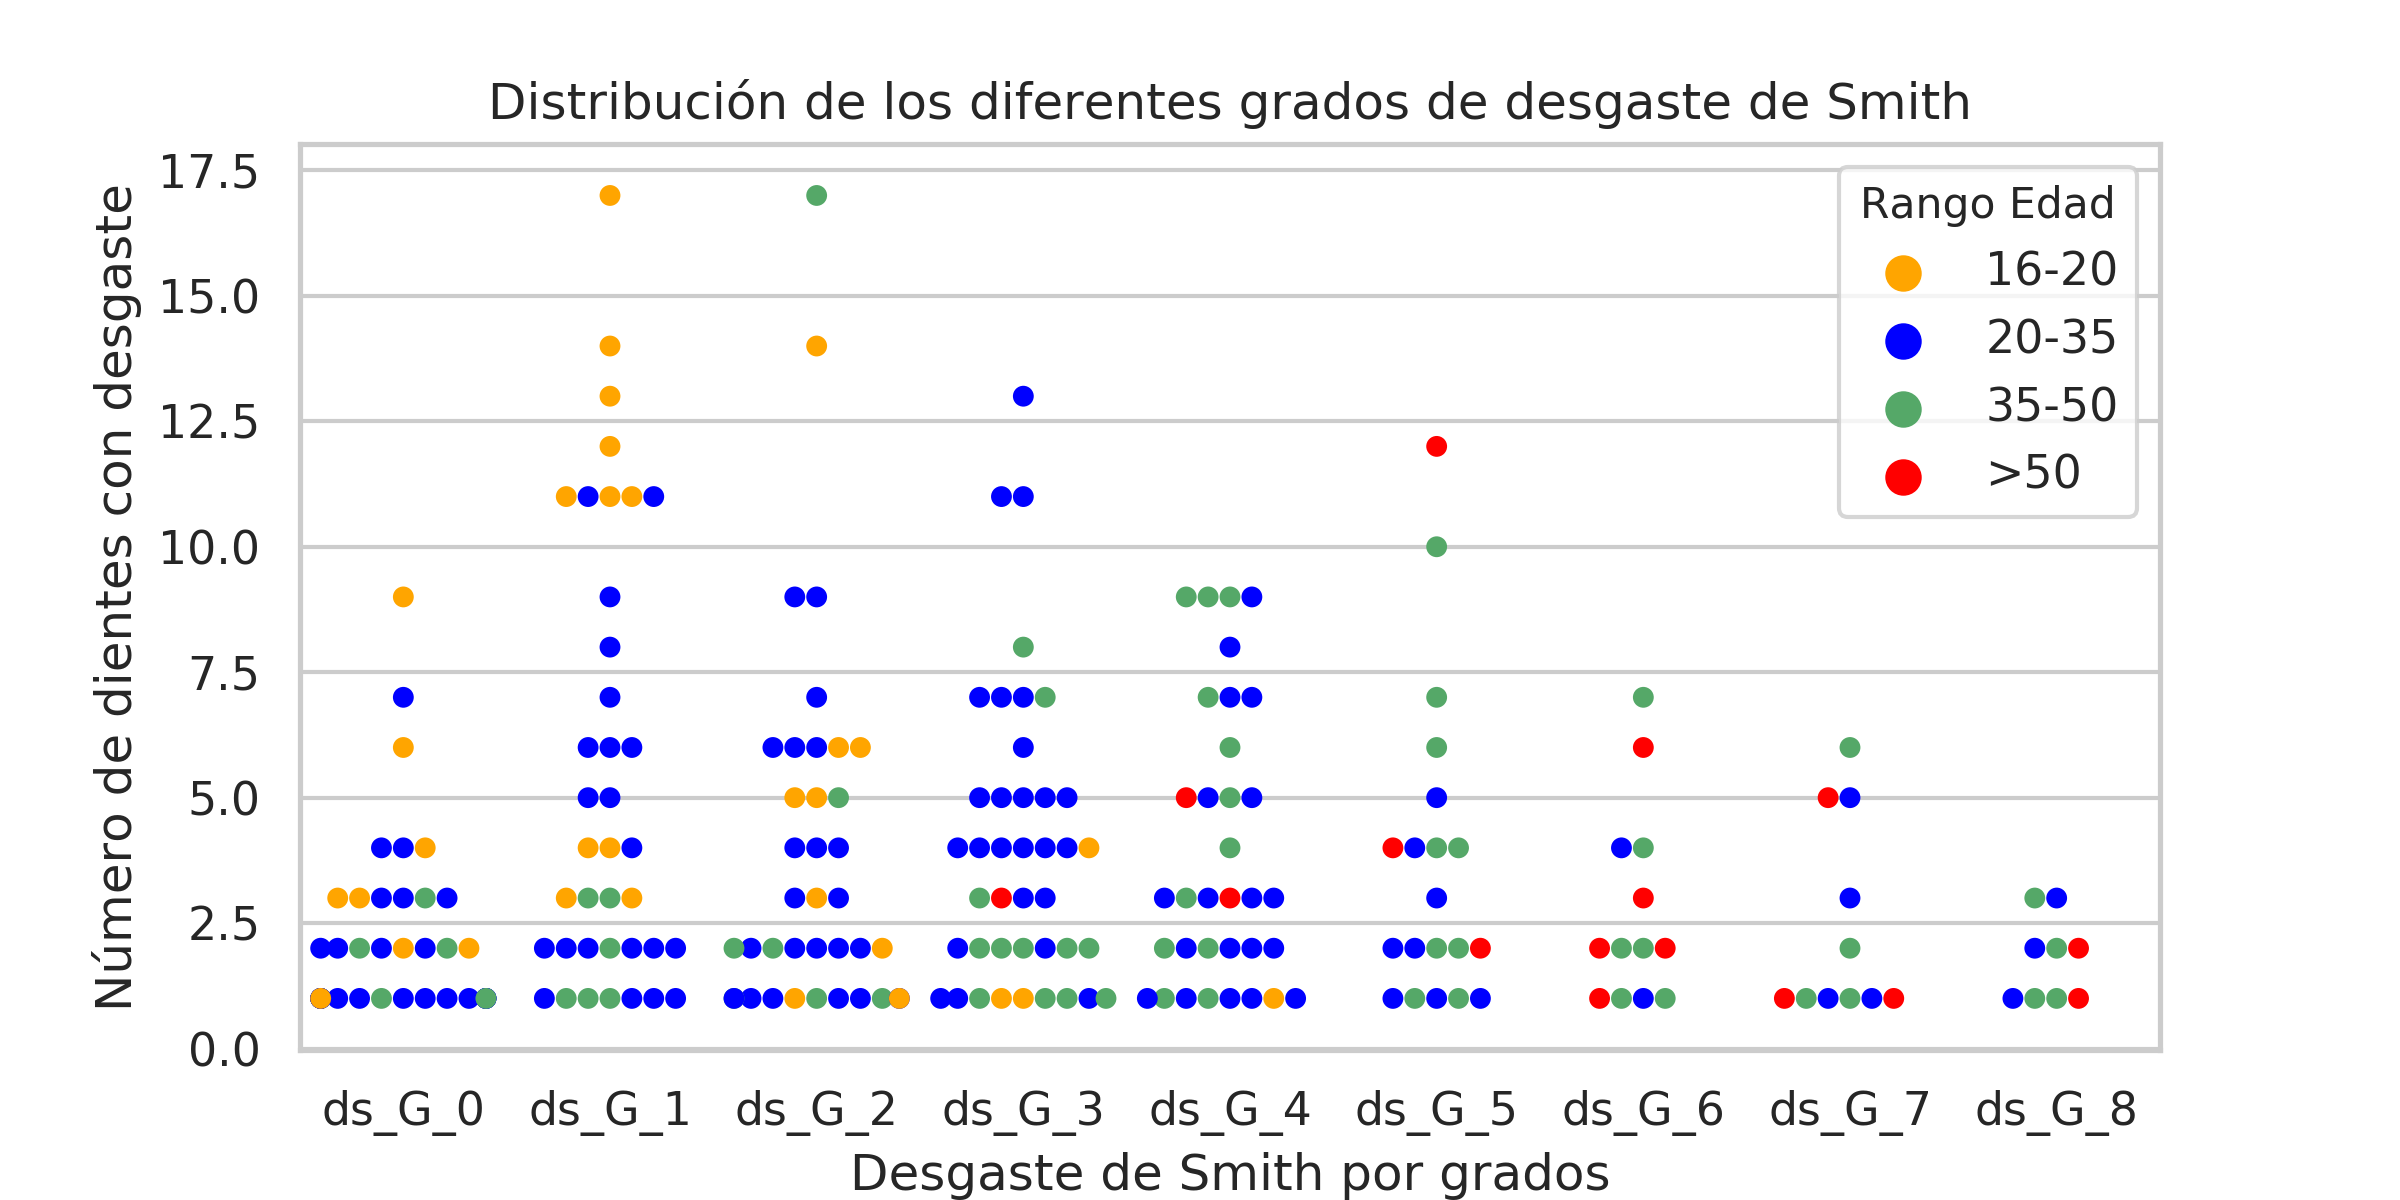 Distribución de los diferentes grados de desgaste de Smith
Número de dientes con desgaste
17.5
15.0
12.5
10.0
7.5
5.0
2.5
0.0
Rango Edad
16-20
20-35
35-50
>50
ds_G_0 ds_G_1 ds_G_2 ds_G_3 ds_G_4 ds_G_5 ds_G_6 ds_G_7 ds_G_8
Desgaste de Smith por grados